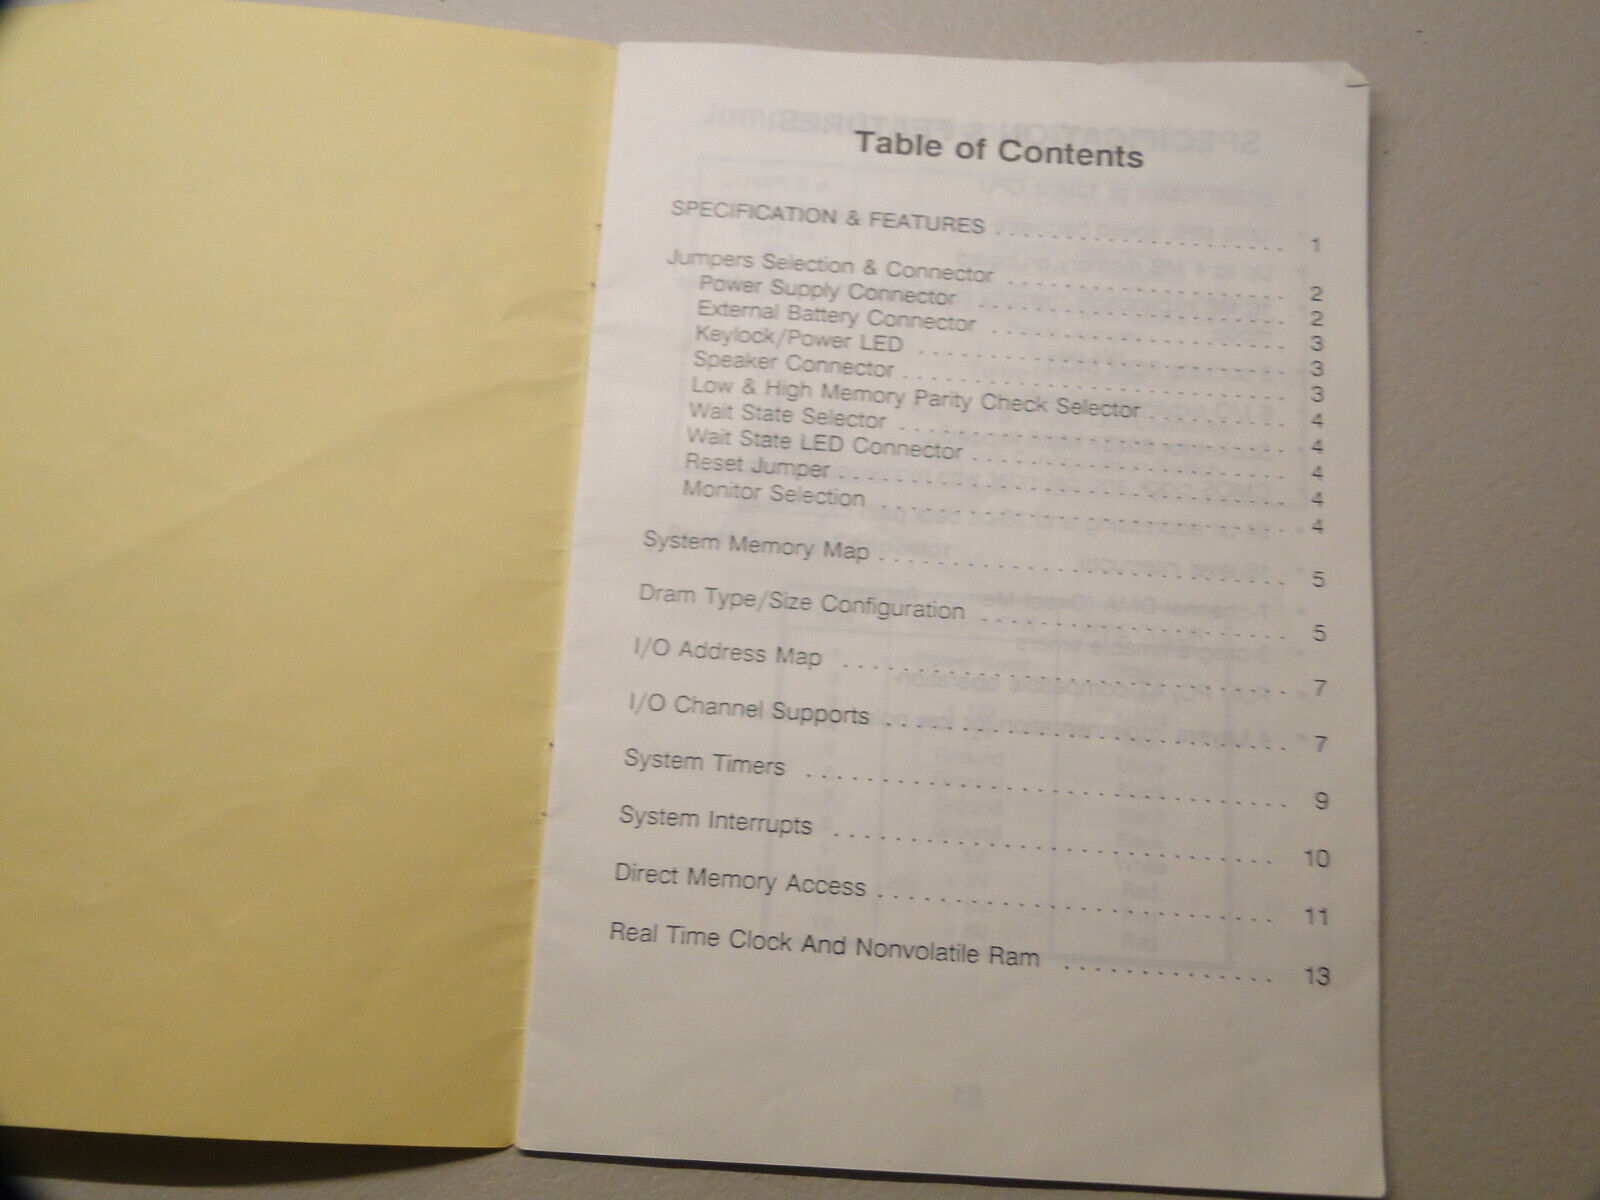 Table of Contents
SPECIFICATION & FEATURES . . . . . . . . . . . . . . . . . . . . 1
Jumpers Selection & Connector . . . . . . . . . . . . . . . . . . . 2
Power Supply Connector . . . . . . . . . . . . . . . . . . . . . 2
External Battery Connector . . . . . . . . . . . . . . . . . . . . 3
Keylock/Power LED . . . . . . . . . . . . . . . . . . . . . . . . 3
Speaker Connector . . . . . . . . . . . . . . . . . . . . . . . . . 3
Low & High Memory Parity Check Selector . . . . . . . . . 4
Wait State Selector . . . . . . . . . . . . . . . . . . . . . . . . . 4
Wait State LED Connector . . . . . . . . . . . . . . . . . . . . 4
Reset Jumper . . . . . . . . . . . . . . . . . . . . . . . . . . . . 4
Monitor Selection . . . . . . . . . . . . . . . . . . . . . . . . . . 4
System Memory Map . . . . . . . . . . . . . . . . . . . . . . . . . . 5
Dram Type/Size Configuration . . . . . . . . . . . . . . . . . . . . 5
I/O Address Map . . . . . . . . . . . . . . . . . . . . . . . . . . . . 7
I/O Channel Supports . . . . . . . . . . . . . . . . . . . . . . . . . . 7
System Timers . . . . . . . . . . . . . . . . . . . . . . . . . . . . . . 9
System Interrupts . . . . . . . . . . . . . . . . . . . . . . . . . . . . 10
Direct Memory Access . . . . . . . . . . . . . . . . . . . . . . . . . 11
Real Time Clock And Nonvolatile Ram . . . . . . . . . . . . . . 13